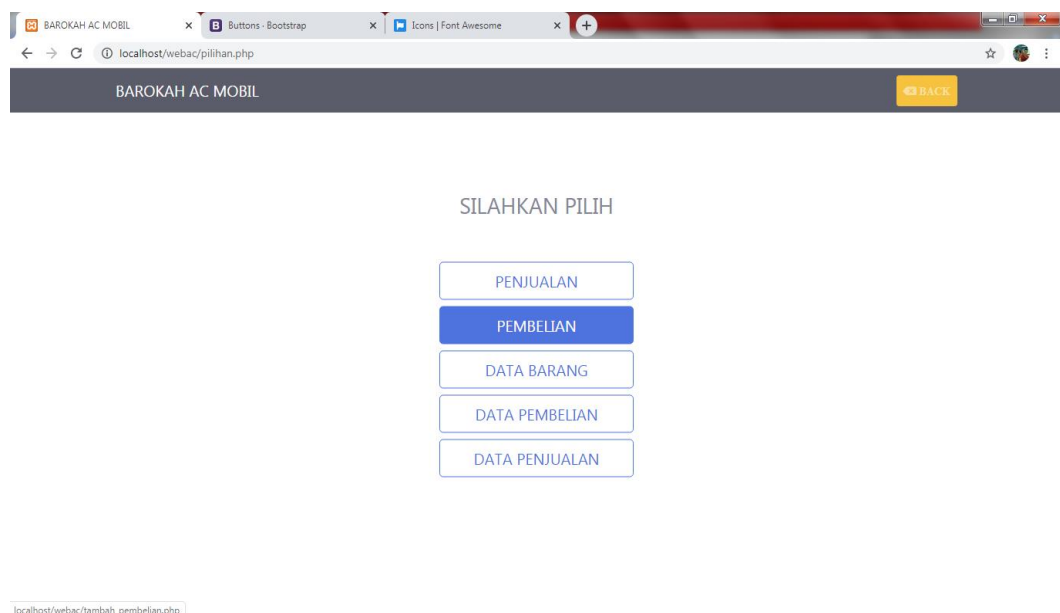 BAROKAH AC MOBIL
Buttons · Bootstrap
Icons | Font Awesome
localhost/webac/pilihan.php
BAROKAH AC MOBIL
BACK
SILAHKAN PILIH
PENJUALAN
PEMBELIAN
DATA BARANG
DATA PEMBELIAN
DATA PENJUALAN
localhost/webac/tambah_pembelian.php